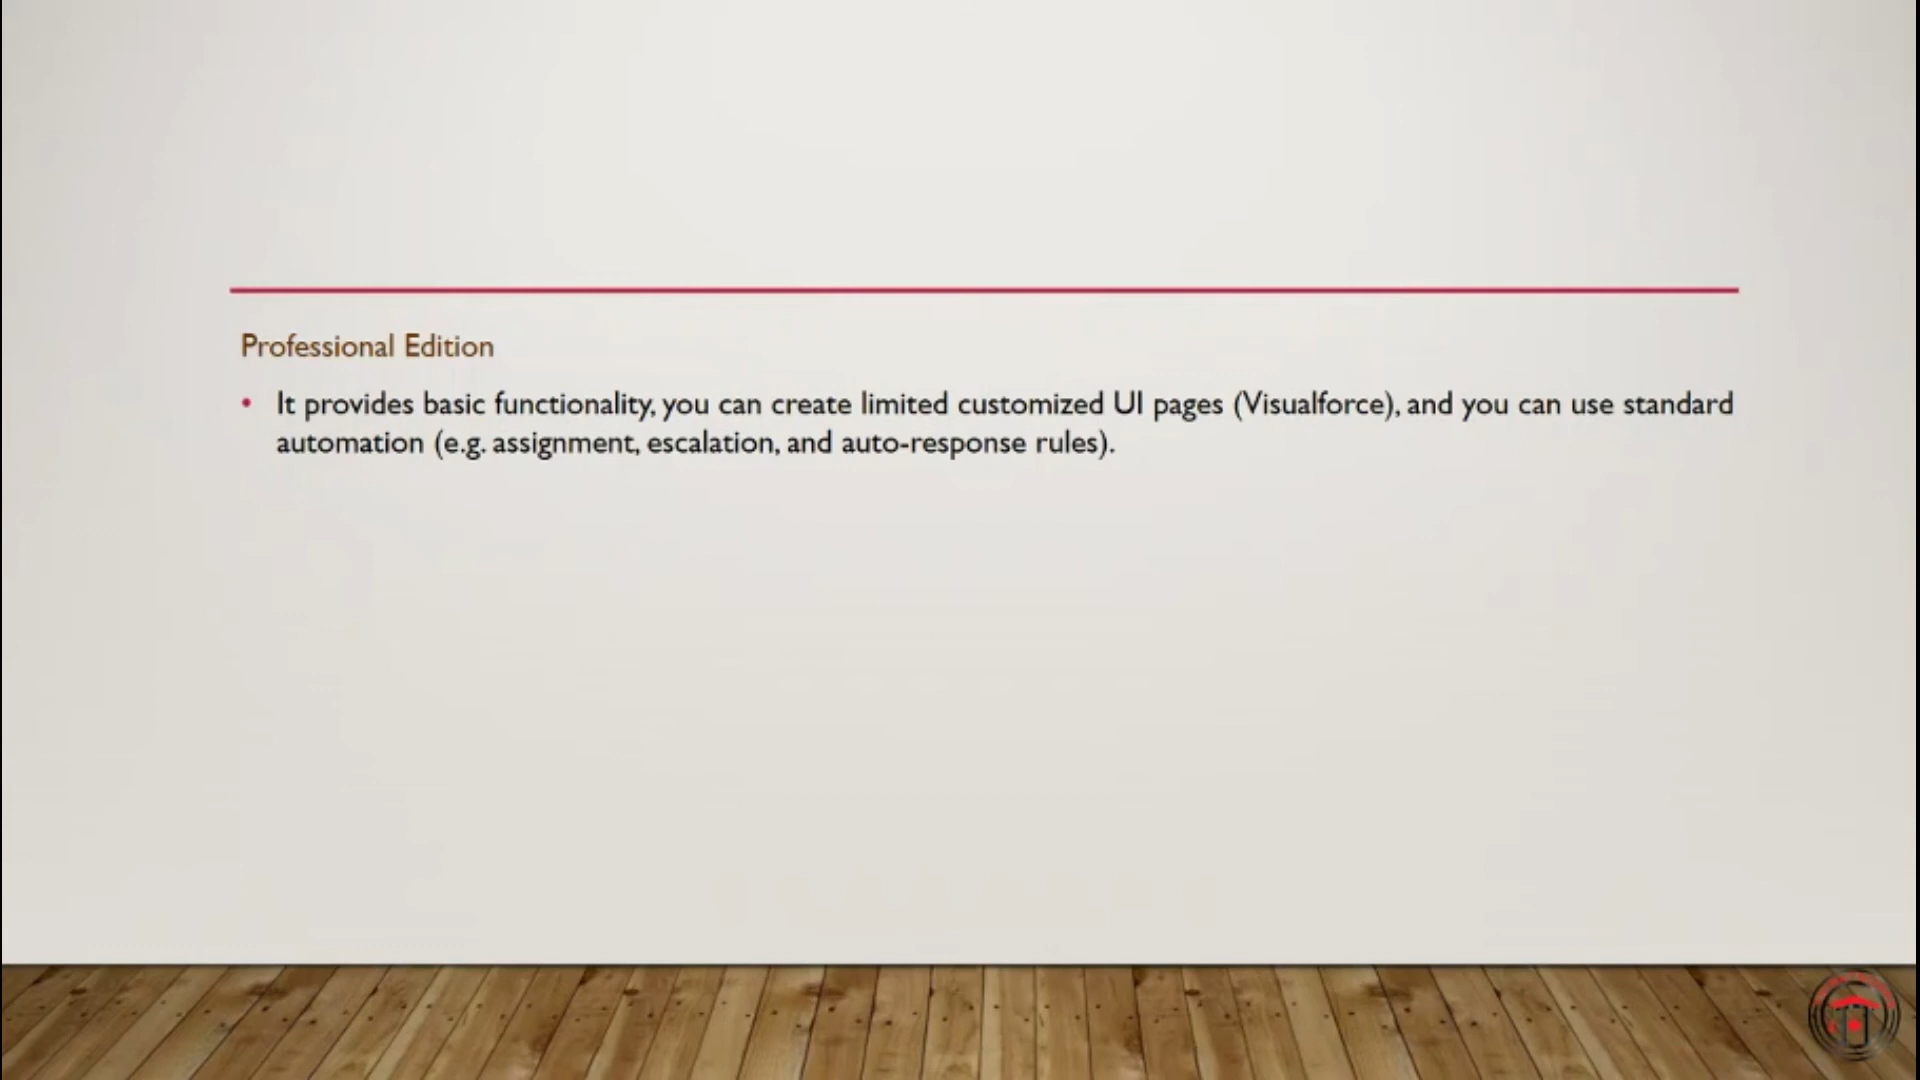 Professional Edition
• It provides basic functionality, you can create limited customized UI pages (Visualforce), and you can use standard
automation (e.g. assignment, escalation, and auto-response rules).